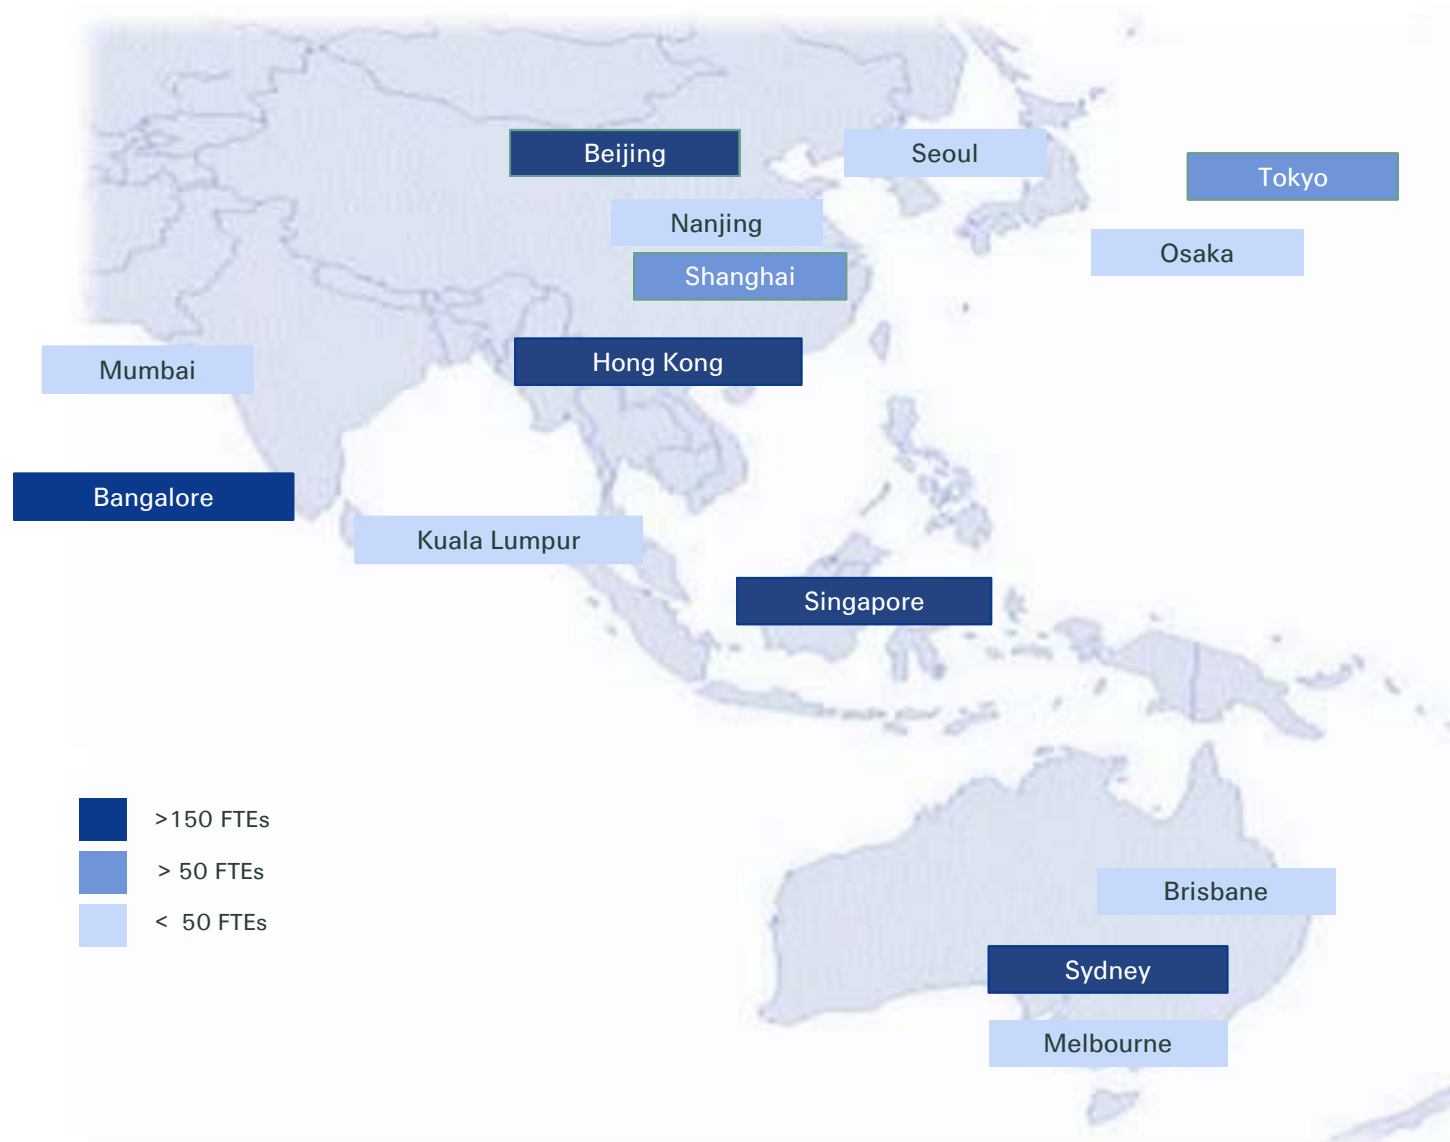 Beijing
Seoul
Tokyo
Nanjing
Osaka
Shanghai
Hong Kong
Mumbai
Bangalore
Kuala Lumpur
Singapore
>150 FTEs
> 50 FTEs
< 50 FTEs
Brisbane
Sydney
Melbourne